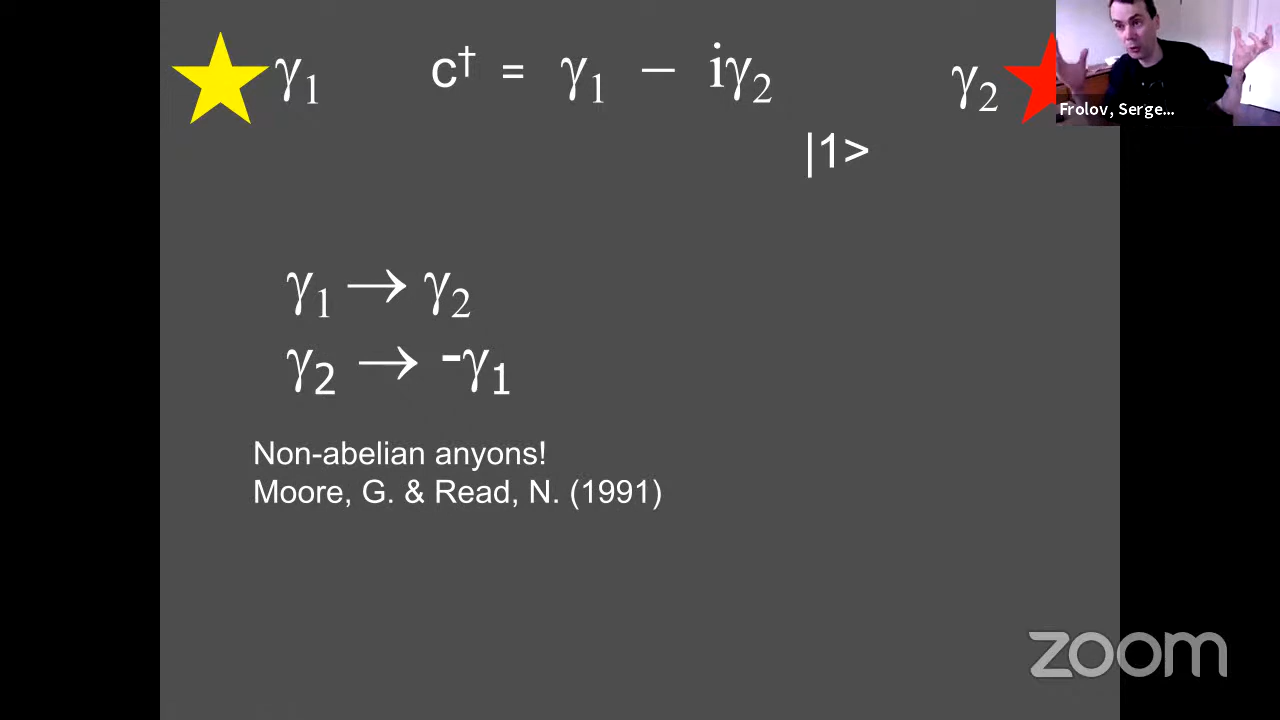 γ₁ c† = γ₁ − iγ₂ γ₂
Frolov, Serge...
|1>
γ₁ → γ₂
γ₂ → -γ₁
Non-abelian anyons!
Moore, G. & Read, N. (1991)
zoom